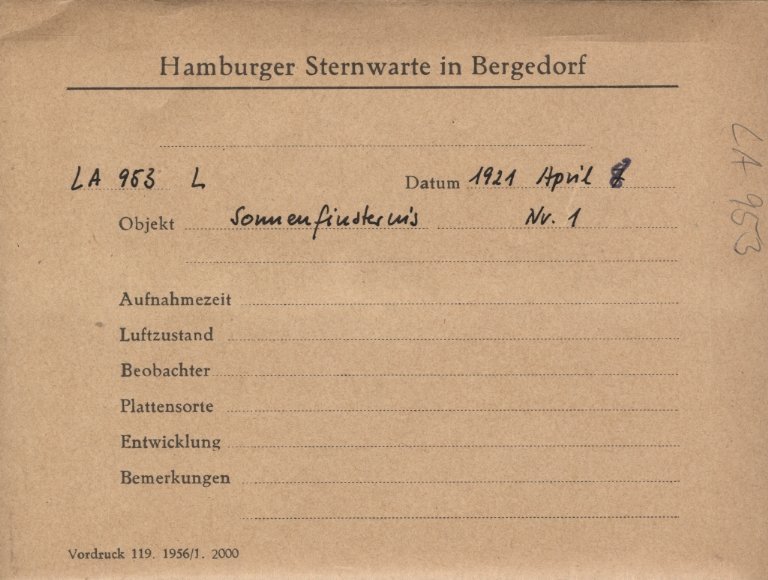 Hamburger Sternwarte in Bergedorf
LA 953 L Datum 1921 April 8
Objekt Sonnenfinsternis Nr. 1
Aufnahmezeit
Luftzustand
Beobachter
Plattensorte
Entwicklung
Bemerkungen
Vordruck 119. 1956/1. 2000
LA 953